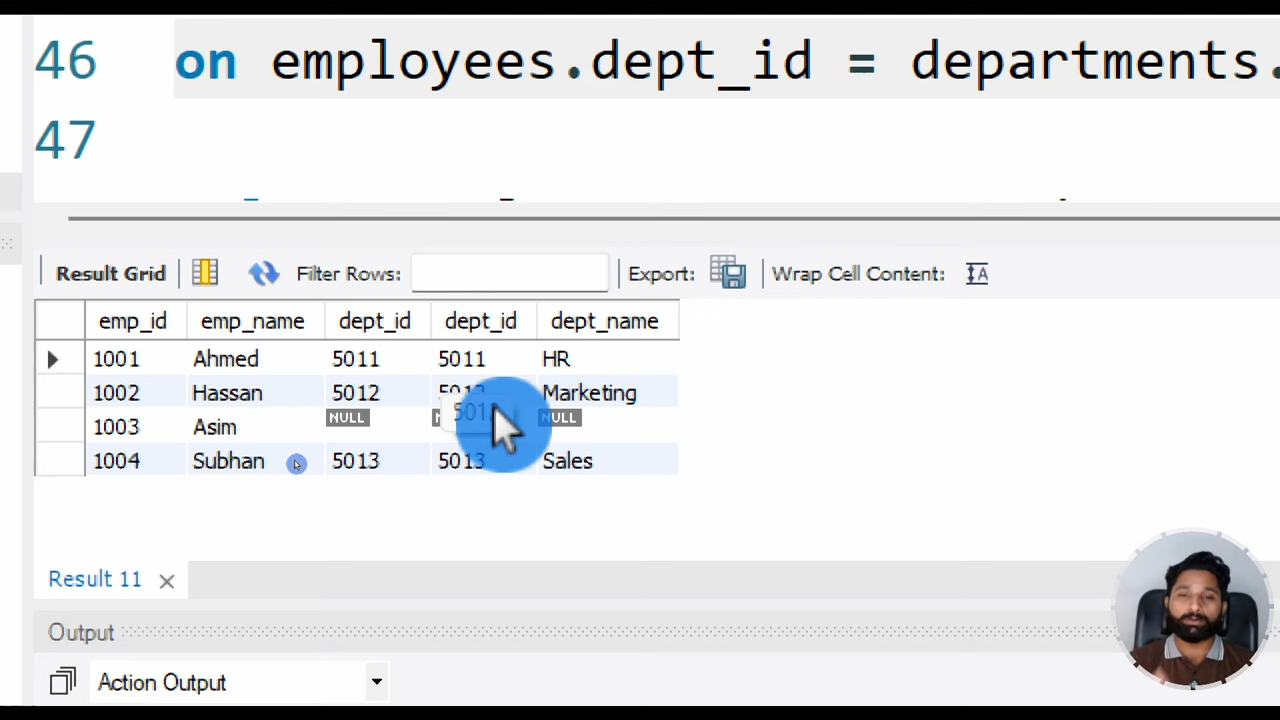 46 on employees.dept_id = departments.
47
Result Grid Filter Rows: Export: Wrap Cell Content:
emp_id emp_name dept_id dept_id dept_name
1001 Ahmed 5011 5011 HR
1002 Hassan 5012 Marketing
1003 Asim NULL NULL
1004 Subhan 5013 5013 Sales
Result 11
Output
Action Output